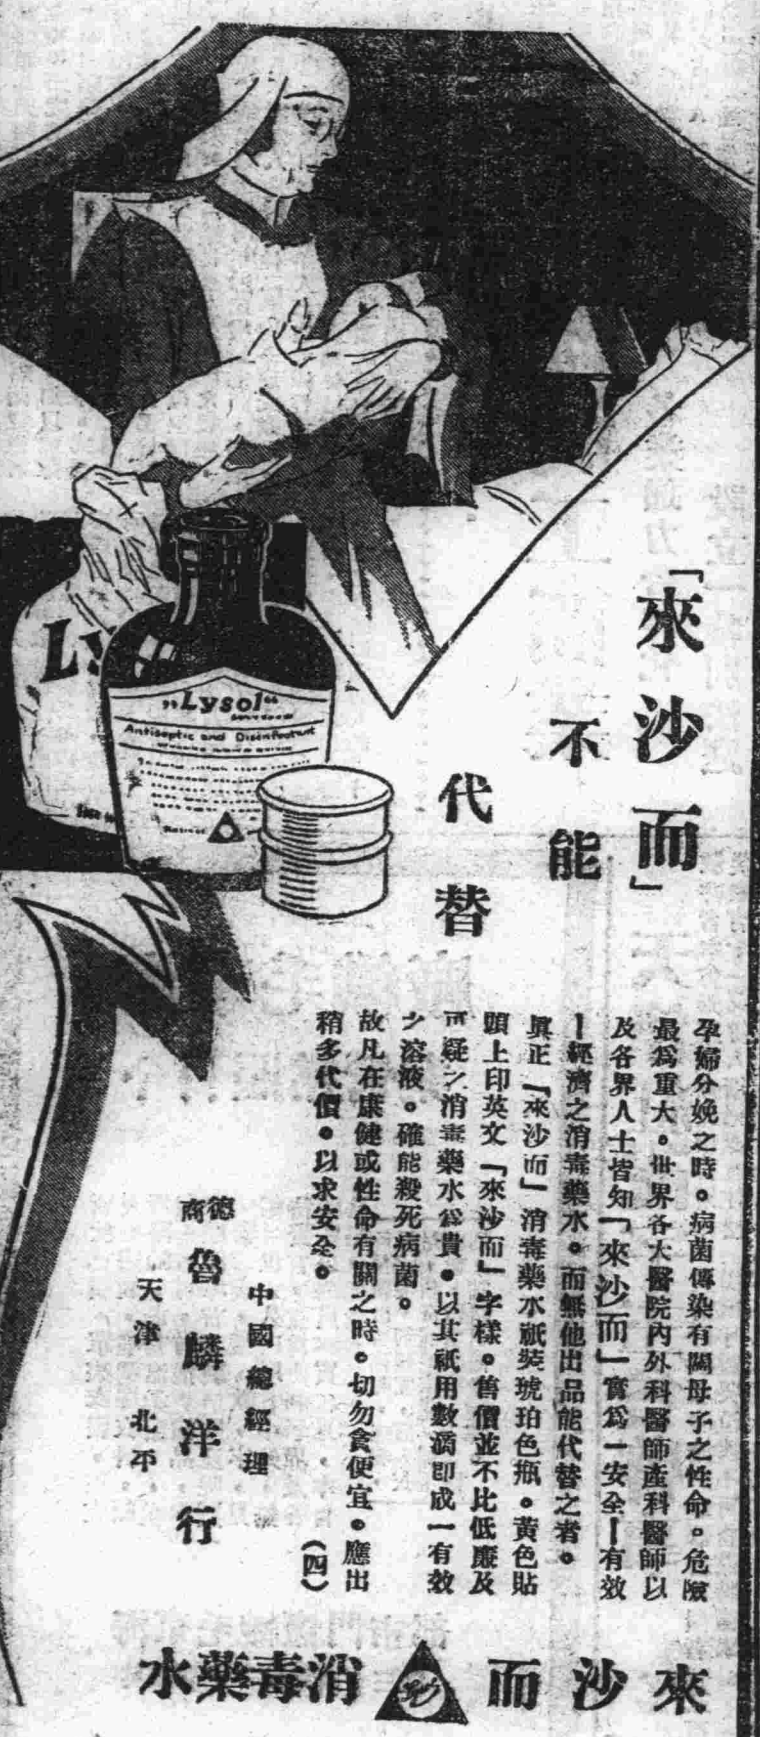 「來沙而」
不能
代替
Ly
„Lysol“
Antiseptic and Disinfectant
孕婦分娩之時。病菌傳染有關母子之性命。危險
最爲重大。世界各大醫院內外科醫師產科醫師以
及各界人士皆知「來沙而」實爲一安全ー有效
ー經濟之消毒藥水。而無他出品能代替之者。
眞正「來沙而」消毒藥水祇裝琥珀色瓶。黃色貼
頭上印英文「來沙而」字樣。售價並不比低廉及
可疑之消毒藥水爲貴。以其祇用數滴即成一有效
之溶液。確能殺死病菌。
故凡在康健或性命有關之時。切勿貪便宜。應出
稍多代價。以求安全。
(四)
中國總經理
德商
魯麟洋行
天津 北平
來沙而
消毒藥水